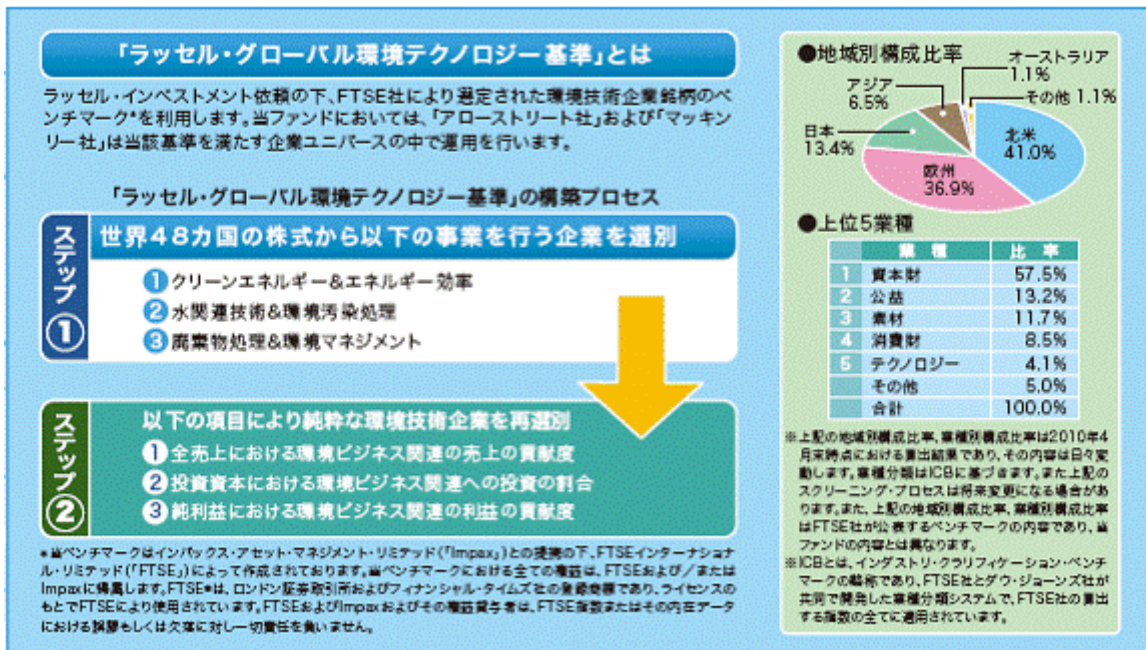 「ラッセル・グローバル環境テクノロジー基準」とは
ラッセル・インベストメント依頼の下、FTSE社により選定された環境技術企業銘柄のベ
ンチマーク*を利用します。当ファンドにおいては、「アローストリート社」および「マッキン
リー社」は当該基準を満たす企業ユニバースの中で運用を行います。
「ラッセル・グローバル環境テクノロジー基準」の構築プロセス
ステップ①
世界48カ国の株式から以下の事業を行う企業を選別
①クリーンエネルギー&エネルギー効率
②水関連技術&環境汚染処理
③廃棄物処理&環境マネジメント
ステップ②
以下の項目により純粋な環境技術企業を再選別
①全売上における環境ビジネス関連の売上の貢献度
②投資資本における環境ビジネス関連への投資の割合
③純利益における環境ビジネス関連の利益の貢献度
*当ベンチマークはインパックス・アセット・マネジメント・リミテッド(「Impax」)との提携の下、FTSEインターナショナ
ル・リミテッド(「FTSE」)によって作成されております。当ベンチマークにおける全ての権益は、FTSEおよび/または
Impaxに帰属します。FTSE®は、ロンドン証券取引所およびフィナンシャル・タイムズ社の登録商標であり、ライセンスの
もとでFTSEにより使用されています。FTSEおよびImpaxおよびその権益貸与者は、FTSE指数またはその内在データ
における誤謬もしくは欠落に対し一切責任を負いません。
●地域別構成比率
オーストラリア
1.1%
アジア
6.5%
その他 1.1%
日本
13.4%
北米
41.0%
欧州
36.9%
●上位5業種
業種 比率
1 資本財 57.5%
2 公益 13.2%
3 素材 11.7%
4 消費財 8.5%
5 テクノロジー 4.1%
その他 5.0%
合計 100.0%
※上記の地域別構成比率、業種別構成比率は2010年4
月末時点における算出結果であり、その内容は日々変
動します。業種分類はICBに基づきます。また上記の
スクリーニング・プロセスは将来変更になる場合があ
ります。また、上記の地域別構成比率、業種別構成比率
はFTSE社が公表するベンチマークの内容であり、当
ファンドの内容とは異なります。
※ICBとは、インダストリ・クラリフィケーション・ベンチ
マークの略称であり、FTSE社とダウ・ジョーンズ社が
共同で開発した業種分類システムで、FTSE社の算出
する指数の全てに適用されています。